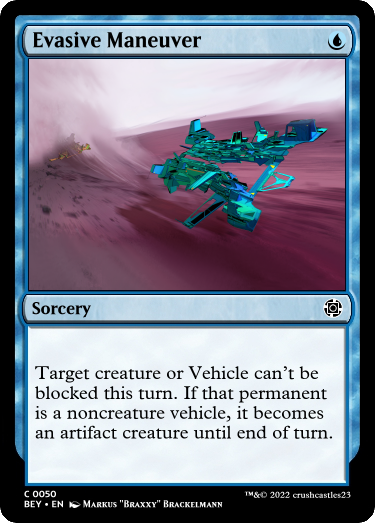 Evasive Maneuver
Sorcery
Target creature or Vehicle can't be
blocked this turn. If that permanent
is a noncreature vehicle, it becomes
an artifact creature until end of turn.
C 0050
BEY • EN Markus "Braxxy" Brackelmann
™&© 2022 crushcastles23